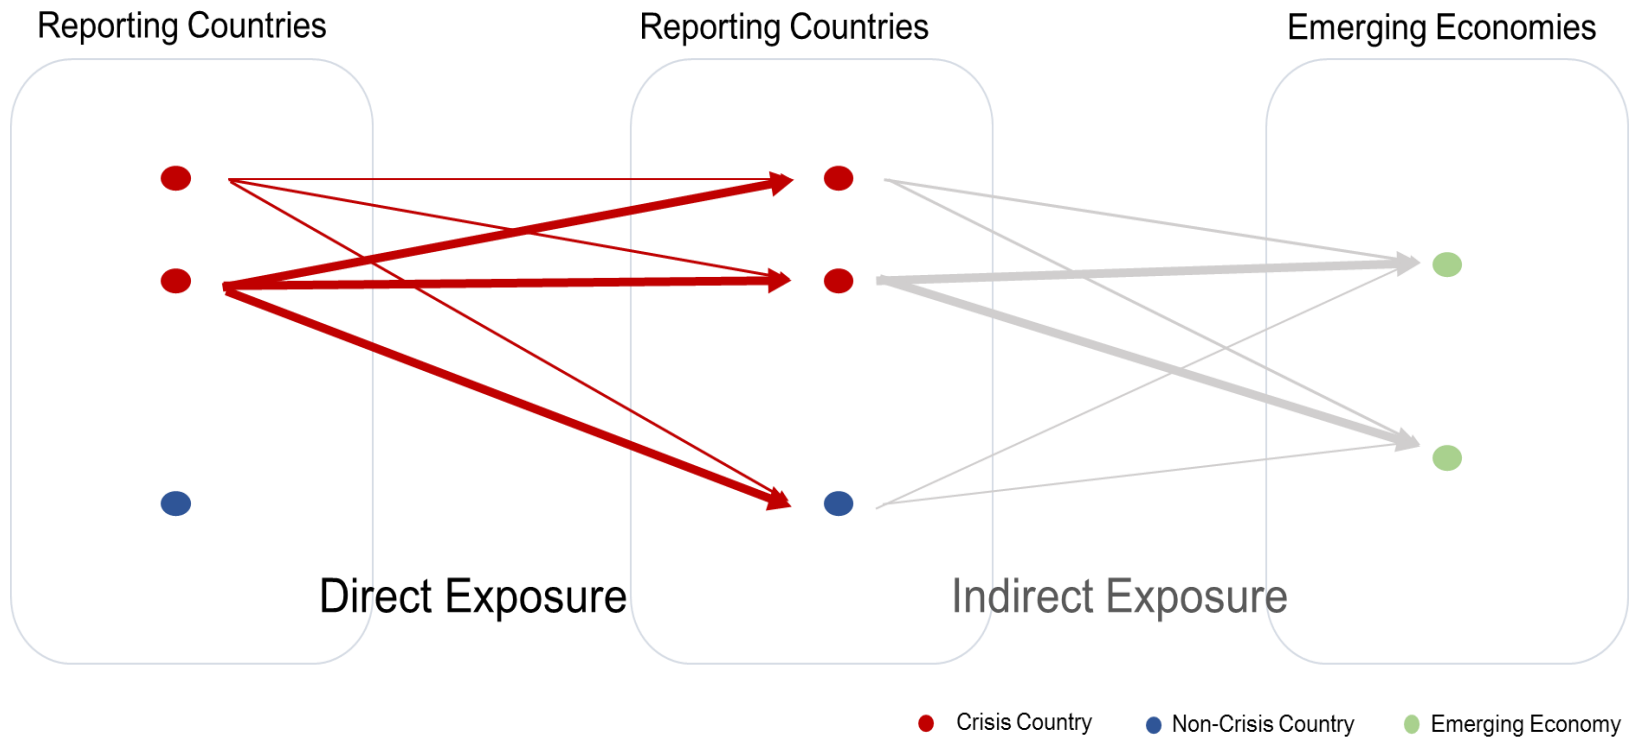 Reporting Countries
Reporting Countries
Emerging Economies
Direct Exposure
Indirect Exposure
Crisis Country
Non-Crisis Country
Emerging Economy